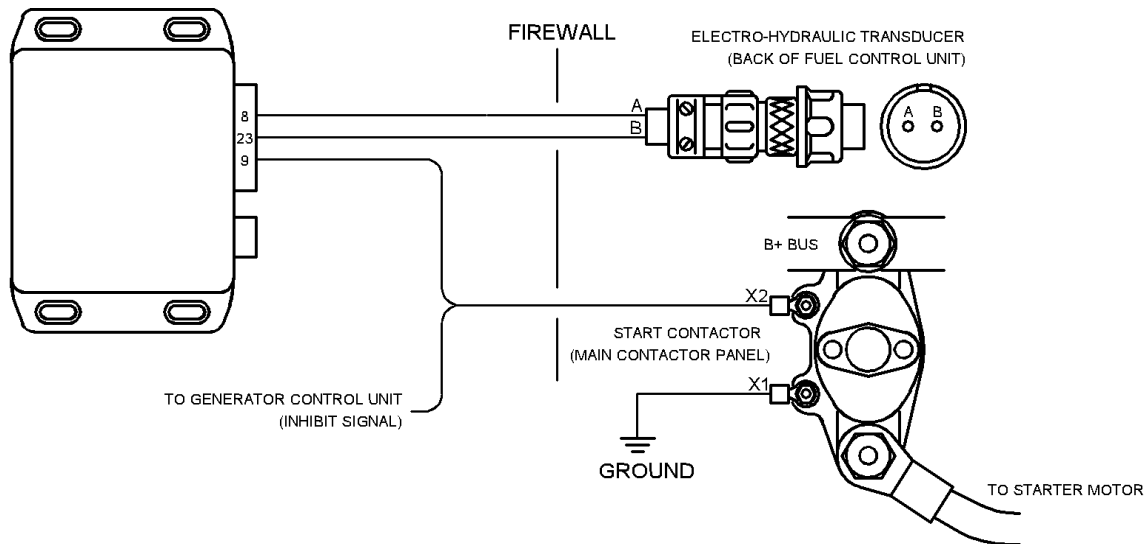 FIREWALL
ELECTRO-HYDRAULIC TRANSDUCER
(BACK OF FUEL CONTROL UNIT)
8
23
9
A
B
A B
B+ BUS
X2
START CONTACTOR
(MAIN CONTACTOR PANEL)
X1
TO GENERATOR CONTROL UNIT
(INHIBIT SIGNAL)
GROUND
TO STARTER MOTOR